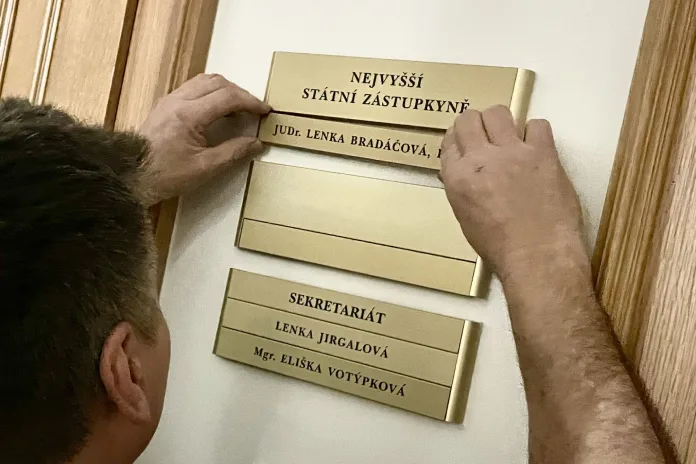 NEJVYŠŠÍ
STÁTNÍ ZÁSTUPKYNĚ
JUDr. LENKA BRADÁČOVÁ,
SEKRETARIÁT
LENKA JIRGALOVÁ
Mgr. ELIŠKA VOTÝPKOVÁ